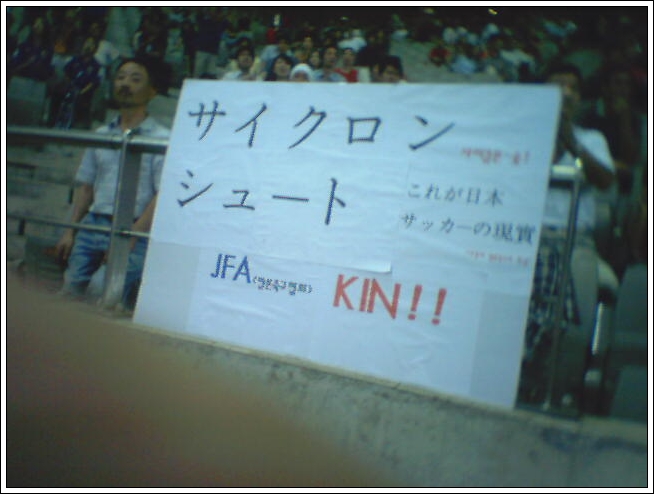 サイクロン
シュート
これが日本
サッカーの現實
JFA
KIN!!